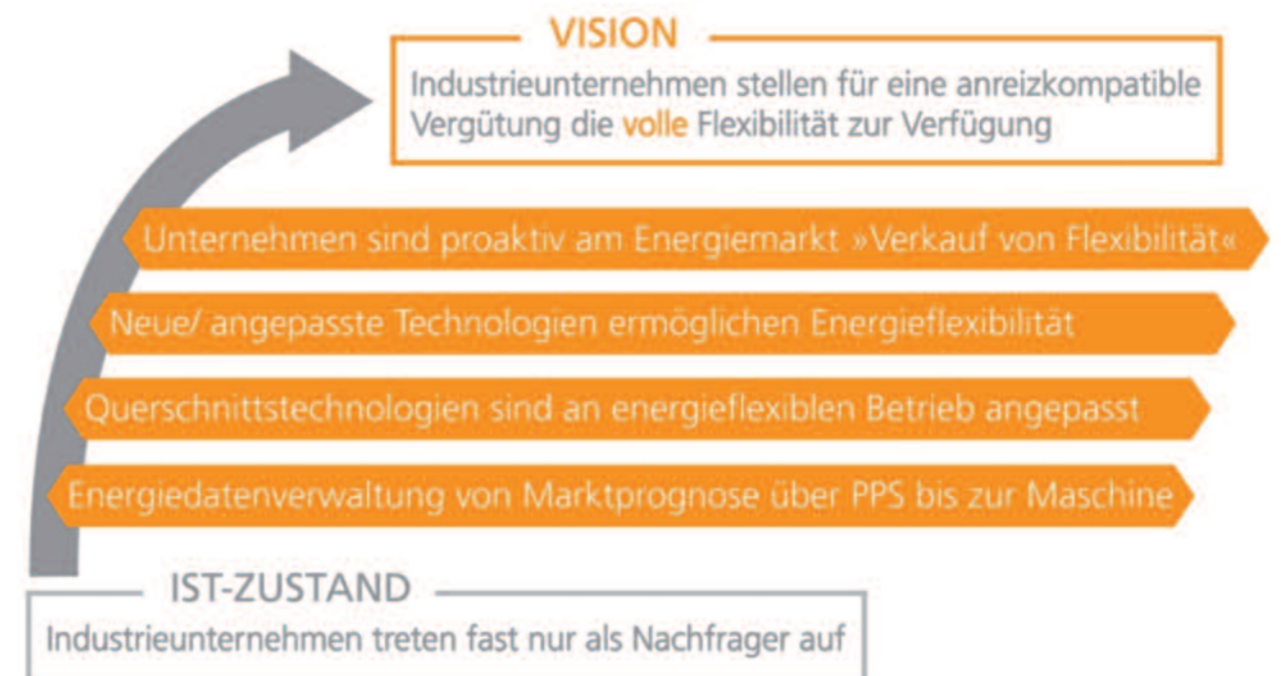 VISION
Industrieunternehmen stellen für eine anreizkompatible
Vergütung die volle Flexibilität zur Verfügung
Unternehmen sind proaktiv am Energiemarkt »Verkauf von Flexibilität«
Neue/ angepasste Technologien ermöglichen Energieflexibilität
Querschnittstechnologien sind an energieflexiblen Betrieb angepasst
Energiedatenverwaltung von Marktprognose über PPS bis zur Maschine
IST-ZUSTAND
Industrieunternehmen treten fast nur als Nachfrager auf